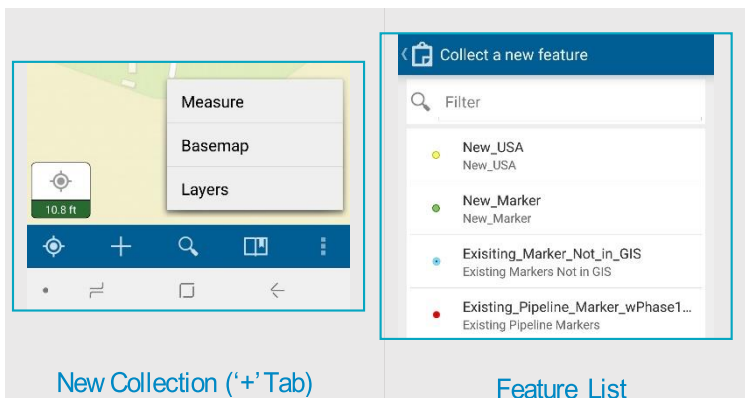 Measure
Basemap
Layers
10.8 ft
New Collection (‘+’ Tab)
Collect a new feature
Filter
New_USA
New_USA
New_Marker
New_Marker
Exisiting_Marker_Not_in_GIS
Existing Markers Not in GIS
Existing_Pipeline_Marker_wPhase1...
Existing Pipeline Markers
Feature List